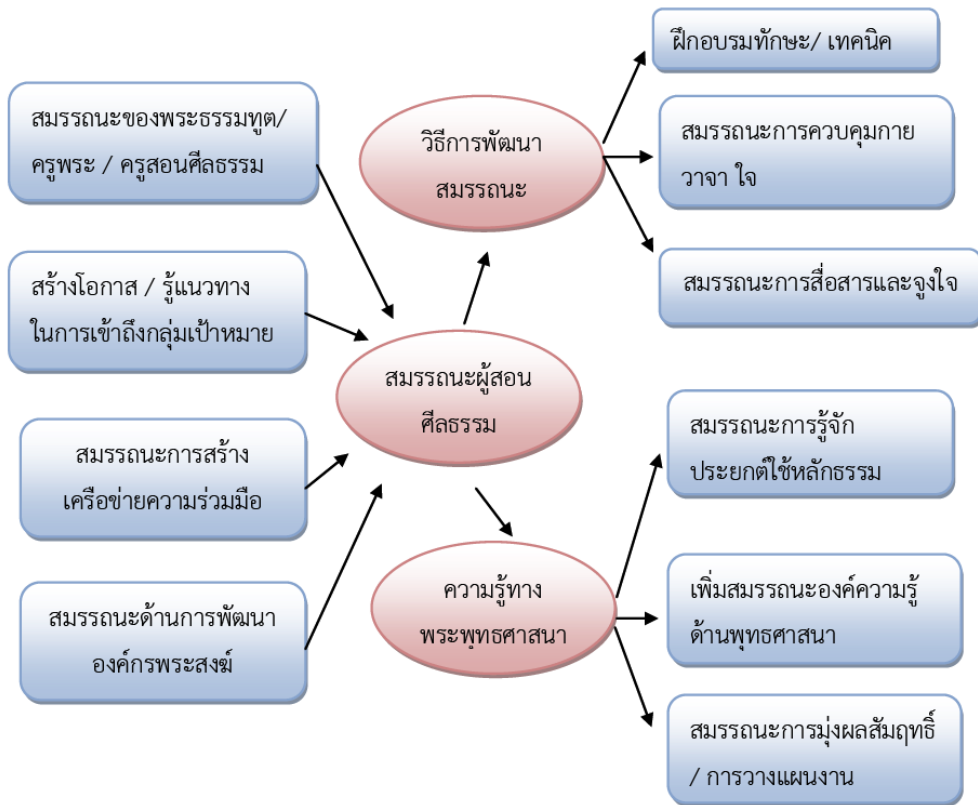 ฝึกอบรมทักษะ/ เทคนิค
สมรรถนะของพระธรรมทูต/
ครูพระ / ครูสอนศีลธรรม
วิธีการพัฒนา
สมรรถนะ
สมรรถนะการควบคุมกาย
วาจา ใจ
สร้างโอกาส / รู้แนวทาง
ในการเข้าถึงกลุ่มเป้าหมาย
สมรรถนะการสื่อสารและจูงใจ
สมรรถนะผู้สอน
ศีลธรรม
สมรรถนะการสร้าง
เครือข่ายความร่วมมือ
สมรรถนะการรู้จัก
ประยกต์ใช้หลักธรรม
สมรรถนะด้านการพัฒนา
องค์กรพระสงฆ์
ความรู้ทาง
พระพุทธศาสนา
เพิ่มสมรรถนะองค์ความรู้
ด้านพุทธศาสนา
สมรรถนะการมุ่งผลสัมฤทธิ์
/ การวางแผนงาน